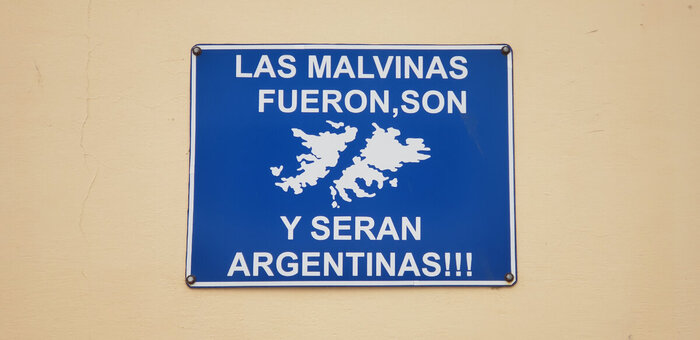 LAS MALVINAS
FUERON,SON
Y SERAN
ARGENTINAS!!!